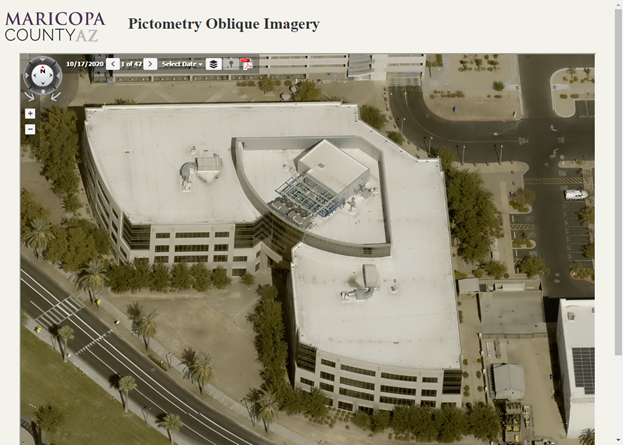 MARICOPA
COUNTYAZ
Pictometry Oblique Imagery
N
10/17/2020 1 of 42 Select Date